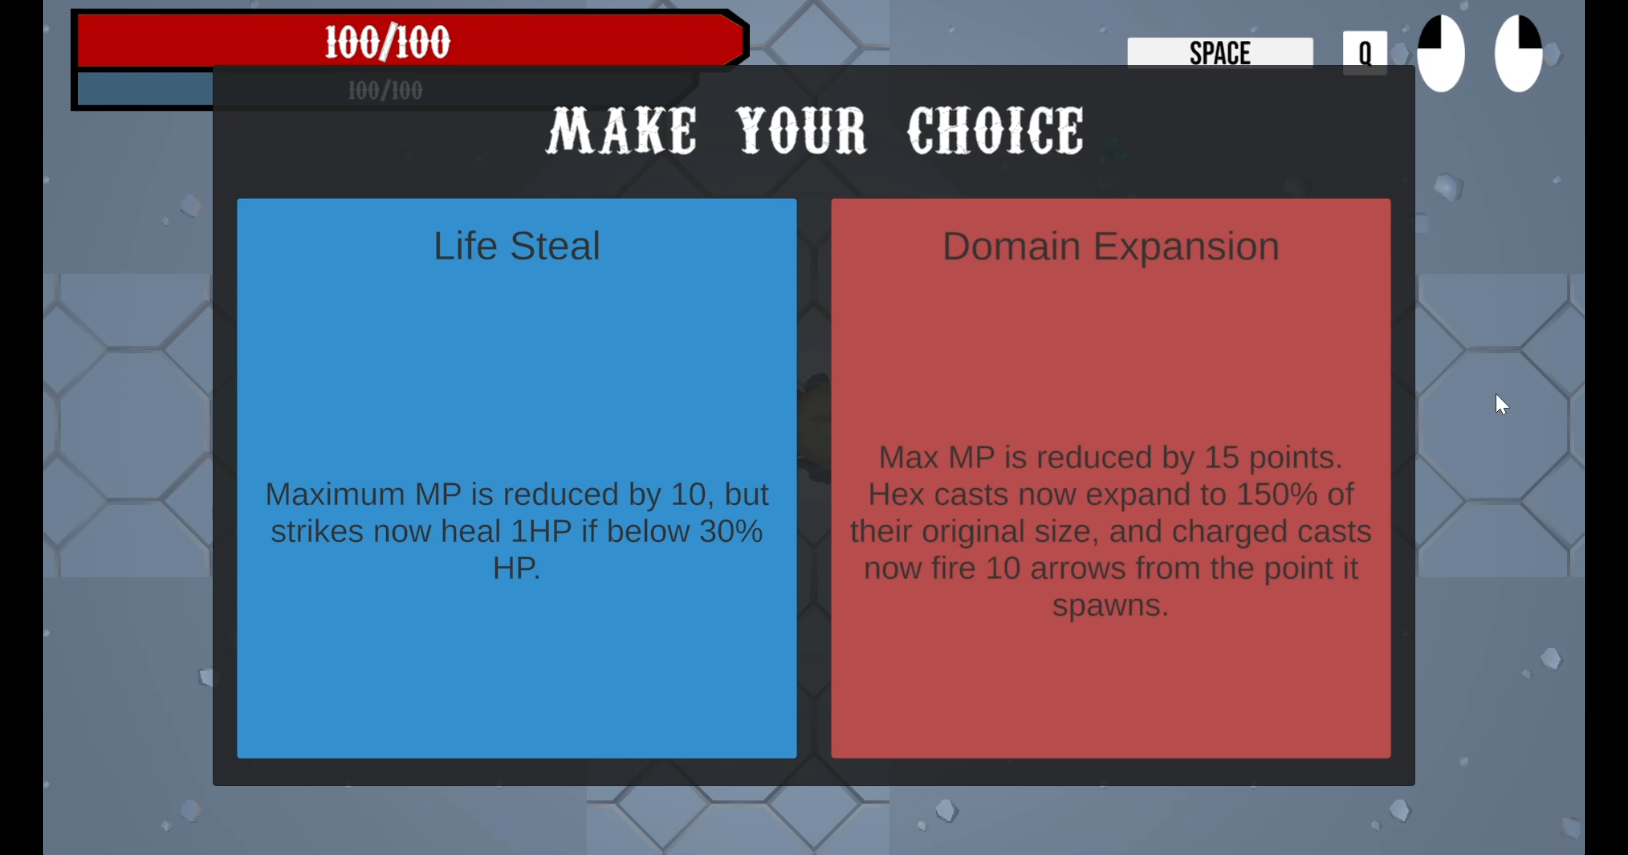 100/100
SPACE
Q
100/100
MAKE YOUR CHOICE
Life Steal
Maximum MP is reduced by 10, but
strikes now heal 1HP if below 30%
HP.
Domain Expansion
Max MP is reduced by 15 points.
Hex casts now expand to 150% of
their original size, and charged casts
now fire 10 arrows from the point it
spawns.